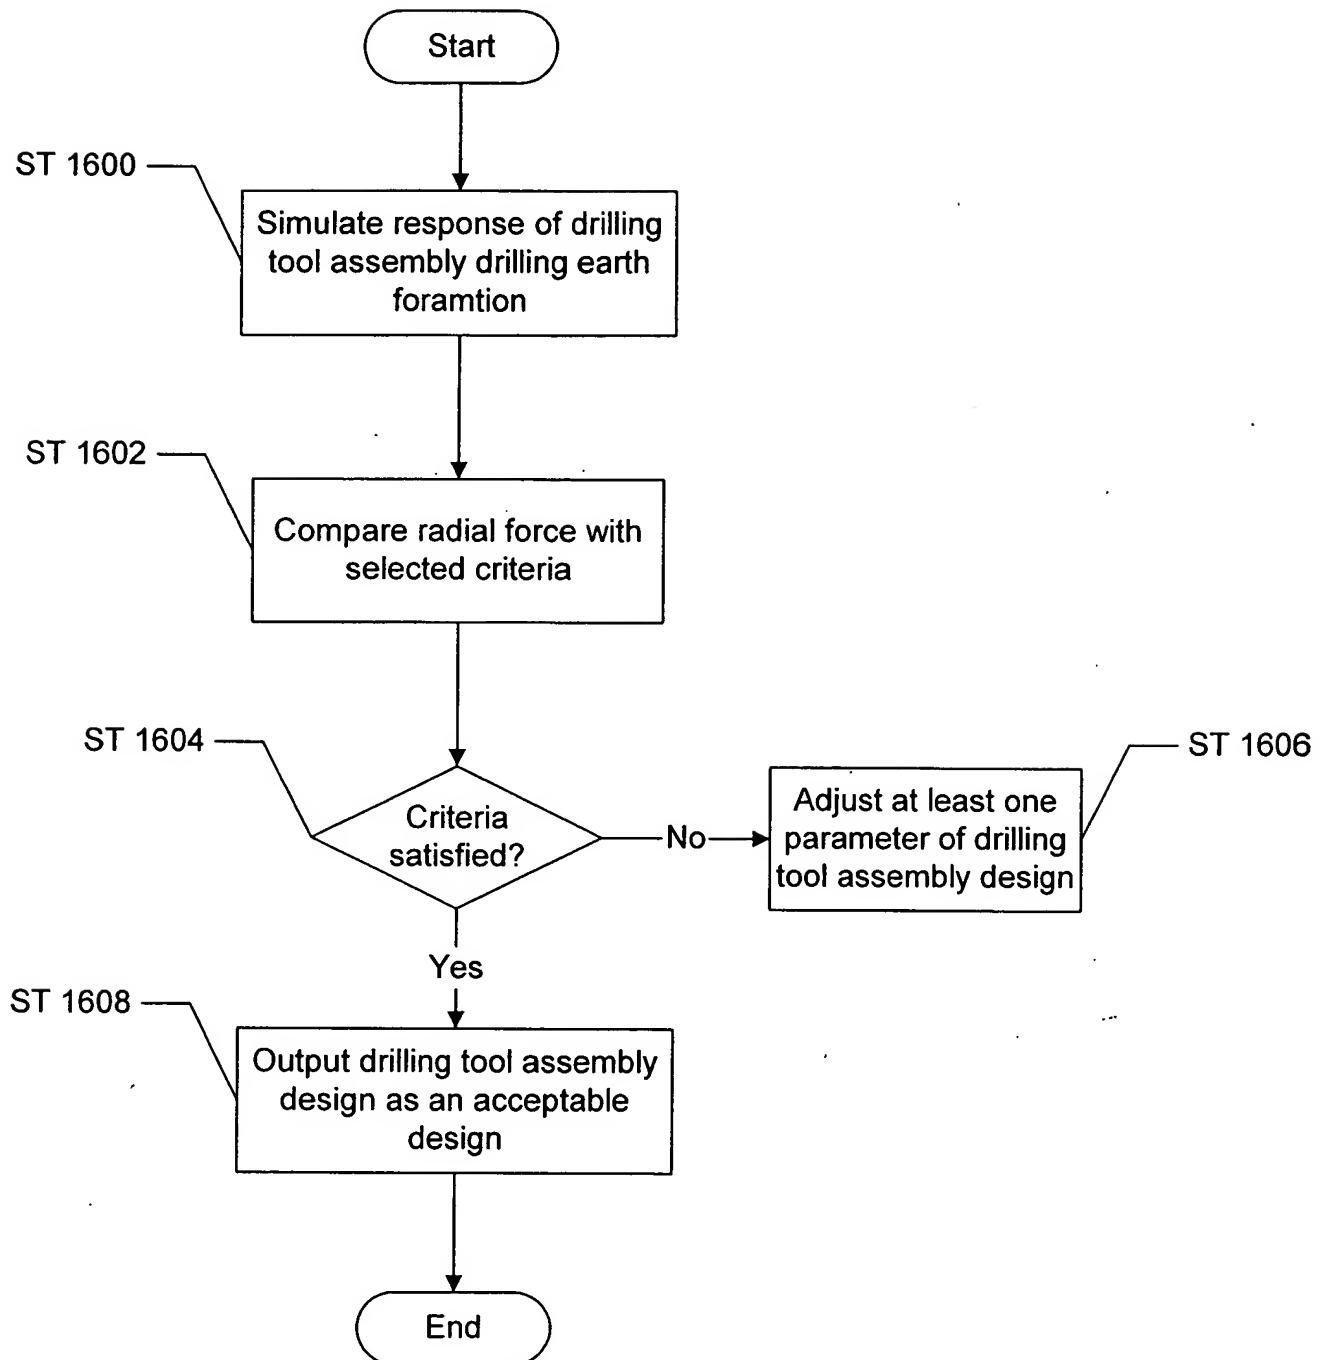 Start
ST 1600
Simulate response of drilling
tool assembly drilling earth
foramtion
ST 1602
Compare radial force with
selected criteria
ST 1604
Criteria
satisfied?
No
Adjust at least one
parameter of drilling
tool assembly design
ST 1606
Yes
ST 1608
Output drilling tool assembly
design as an acceptable
design
End